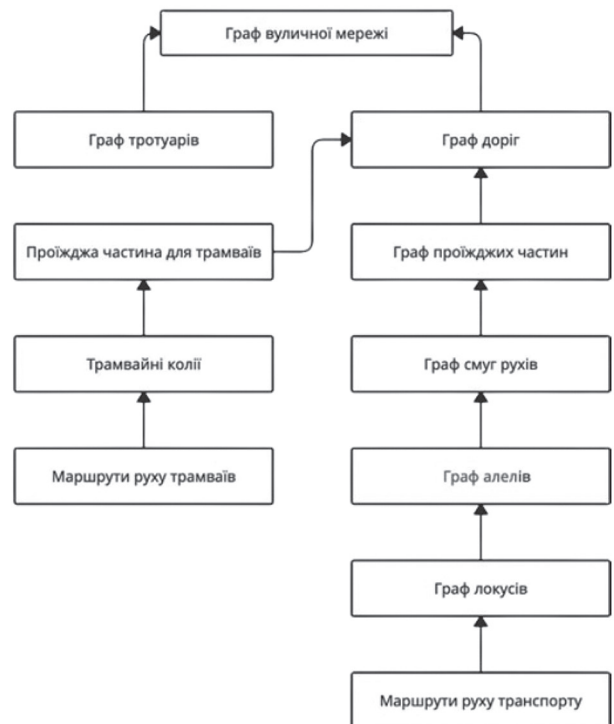 Граф вуличної мережі
Граф тротуарів
Граф доріг
Проїжджа частина для трамваїв
Граф проїжджих частин
Трамвайні колії
Граф смуг рухів
Маршрути руху трамваїв
Граф алелів
Граф локусів
Маршрути руху транспорту